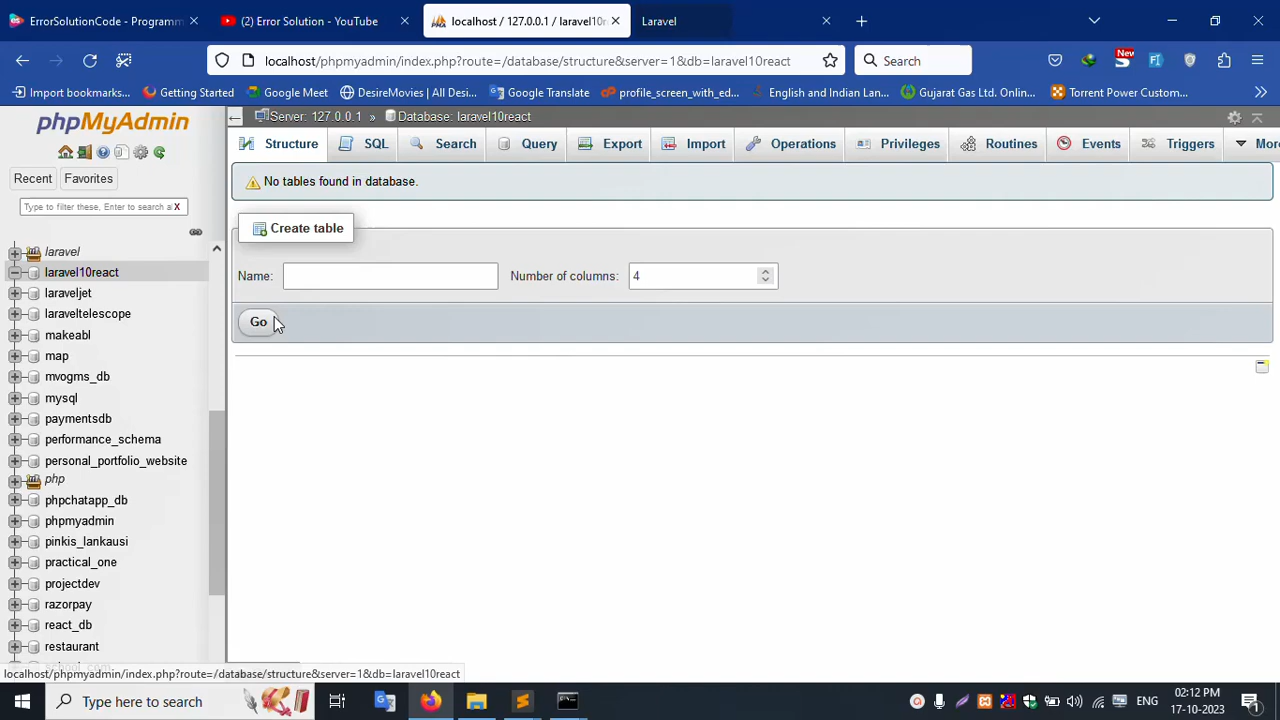 ErrorSolutionCode - Programm
(2) Error Solution - YouTube
localhost / 127.0.0.1 / laravel10r
Laravel
localhost/phpmyadmin/index.php?route=/database/structure&server=1&db=laravel10react
Search
New
Import bookmarks...
Getting Started
Google Meet
DesireMovies | All Desi...
Google Translate
profile_screen_with_ed...
English and Indian Lan...
Gujarat Gas Ltd. Onlin...
Torrent Power Custom...
phpMyAdmin
Server: 127.0.0.1 » Database: laravel10react
Structure
SQL
Search
Query
Export
Import
Operations
Privileges
Routines
Events
Triggers
More
Recent
Favorites
Type to filter these, Enter to search al X
No tables found in database.
Create table
Name:
Number of columns:
4
Go
laravel
laravel10react
laraveljet
laraveltelescope
makeabl
map
mvogms_db
mysql
paymentsdb
performance_schema
personal_portfolio_website
php
phpchatapp_db
phpmyadmin
pinkis_lankausi
practical_one
projectdev
razorpay
react_db
restaurant
school_com
localhost/phpmyadmin/index.php?route=/database/structure&server=1&db=laravel10react
Type here to search
ENG
02:12 PM
17-10-2023